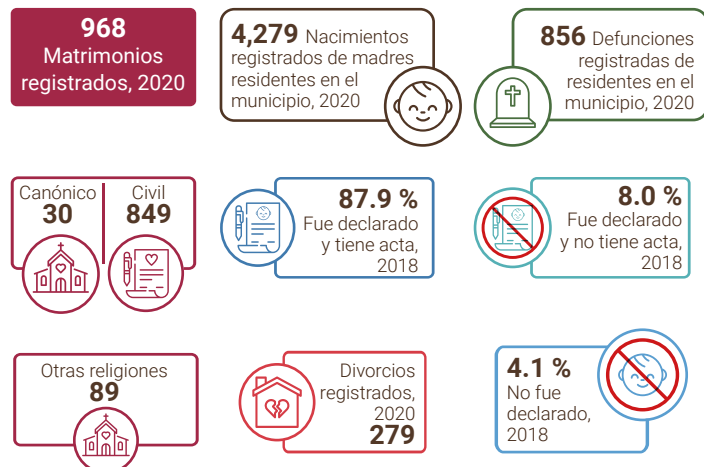 968
Matrimonios
registrados, 2020
4,279 Nacimientos
registrados de madres
residentes en el
municipio, 2020
856 Defunciones
registradas de
residentes en el
municipio, 2020
Canónico
30
Civil
849
87.9 %
Fue declarado
y tiene acta,
2018
8.0 %
Fue declarado
y no tiene acta,
2018
Otras religiones
89
Divorcios
registrados,
2020
279
4.1 %
No fue
declarado,
2018